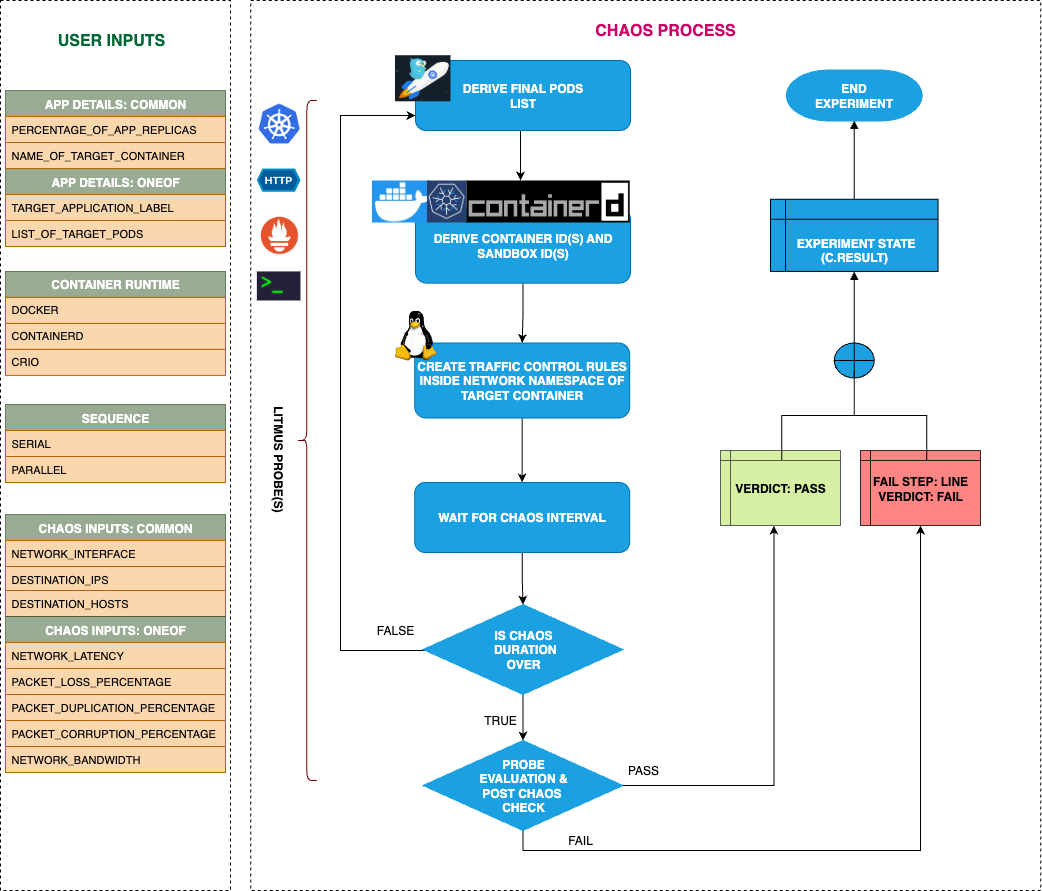 USER INPUTS
APP DETAILS: COMMON
PERCENTAGE_OF_APP_REPLICAS
NAME_OF_TARGET_CONTAINER
APP DETAILS: ONEOF
TARGET_APPLICATION_LABEL
LIST_OF_TARGET_PODS
CONTAINER RUNTIME
DOCKER
CONTAINERD
CRIO
SEQUENCE
SERIAL
PARALLEL
CHAOS INPUTS: COMMON
NETWORK_INTERFACE
DESTINATION_IPS
DESTINATION_HOSTS
CHAOS INPUTS: ONEOF
NETWORK_LATENCY
PACKET_LOSS_PERCENTAGE
PACKET_DUPLICATION_PERCENTAGE
PACKET_CORRUPTION_PERCENTAGE
NETWORK_BANDWIDTH
CHAOS PROCESS
HTTP
>_
LITMUS PROBE(S)
DERIVE FINAL PODS
LIST
container d
DERIVE CONTAINER ID(S) AND
SANDBOX ID(S)
CREATE TRAFFIC CONTROL RULES
INSIDE NETWORK NAMESPACE OF
TARGET CONTAINER
WAIT FOR CHAOS INTERVAL
FALSE
IS CHAOS
DURATION
OVER
TRUE
PROBE
EVALUATION &
POST CHAOS
CHECK
PASS
FAIL
VERDICT: PASS
FAIL STEP: LINE
VERDICT: FAIL
EXPERIMENT STATE
(C.RESULT)
END
EXPERIMENT